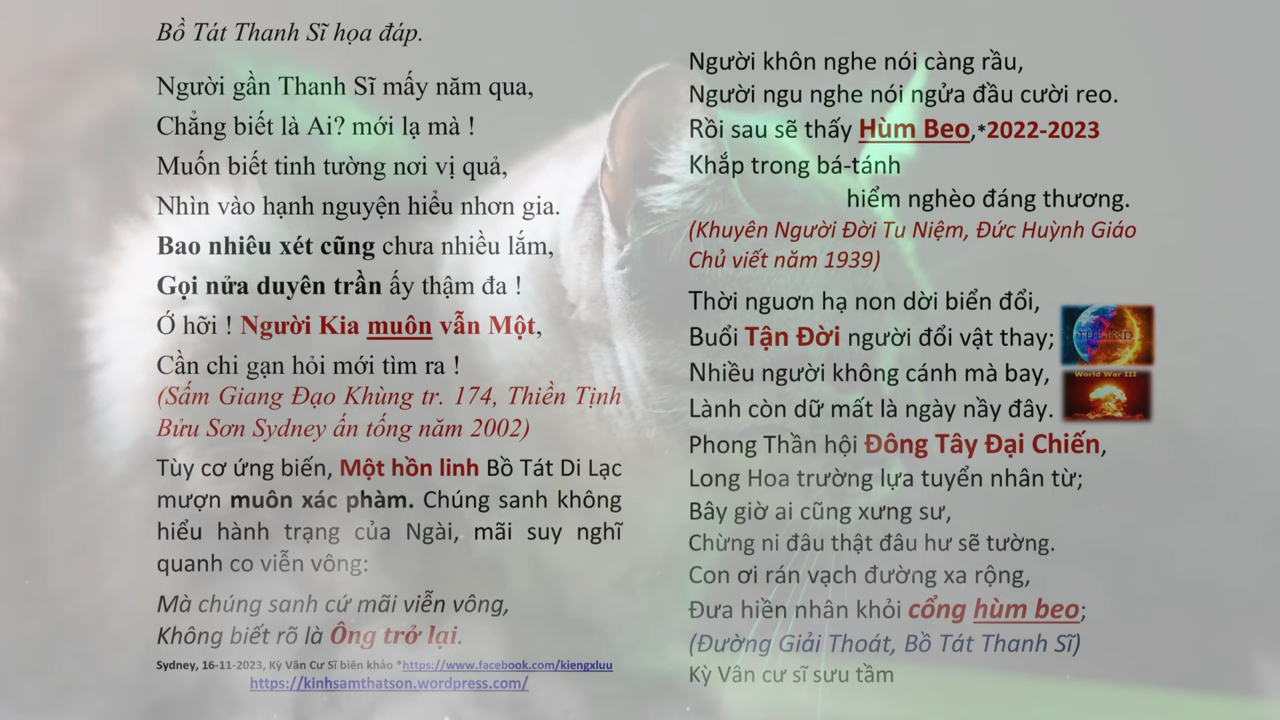 Bồ Tát Thanh Sĩ họa đáp.
Người gần Thanh Sĩ mấy năm qua,
Chẳng biết là Ai? mới lạ mà !
Muốn biết tinh tường nơi vị quả,
Nhìn vào hạnh nguyện hiểu nhơn gia.
Bao nhiêu xét cũng chưa nhiều lắm,
Gọi nửa duyên trần ấy thậm đa !
Ớ hỡi ! Người Kia muôn vẫn Một,
Cần chi gạn hỏi mới tìm ra !
(Sấm Giang Đạo Khùng tr. 174, Thiền Tịnh
Bửu Sơn Sydney ấn tống năm 2002)
Tùy cơ ứng biến, Một hồn linh Bồ Tát Di Lạc
mượn muôn xác phàm. Chúng sanh không
hiểu hành trạng của Ngài, mãi suy nghĩ
quanh co viễn vông:
Mà chúng sanh cứ mãi viễn vông,
Không biết rõ là Ông trở lại.
Sydney, 16-11-2023, Kỳ Vân Cư Sĩ biên khảo *https://www.facebook.com/kiengxluu
https://kinhsamthatson.wordpress.com/
Người khôn nghe nói càng rầu,
Người ngu nghe nói ngửa đầu cười reo.
Rồi sau sẽ thấy Hùm Beo,*2022-2023
Khắp trong bá-tánh
hiểm nghèo đáng thương.
(Khuyên Người Đời Tu Niệm, Đức Huỳnh Giáo
Chủ viết năm 1939)
Thời nguơn hạ non dời biển đổi,
Buổi Tận Đời người đổi vật thay;
Nhiều người không cánh mà bay,
Lành còn dữ mất là ngày nầy đây.
THE END
World War III
Phong Thần hội Đông Tây Đại Chiến,
Long Hoa trường lựa tuyển nhân từ;
Bây giờ ai cũng xưng sư,
Chừng ni đâu thật đâu hư sẽ tường.
Con ơi rán vạch đường xa rộng,
Đưa hiền nhân khỏi cổng hùm beo;
(Đường Giải Thoát, Bồ Tát Thanh Sĩ)
Kỳ Vân cư sĩ sưu tầm